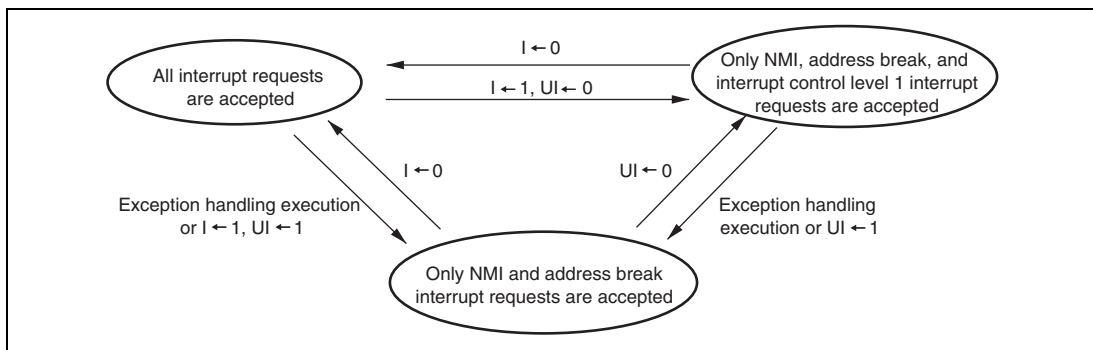 I ← 0
All interrupt requests
are accepted
I ← 1, UI ← 0
Only NMI, address break, and
interrupt control level 1 interrupt
requests are accepted
I ← 0
UI ← 0
Exception handling execution
or I ← 1, UI ← 1
Exception handling
execution or UI ← 1
Only NMI and address break
interrupt requests are accepted